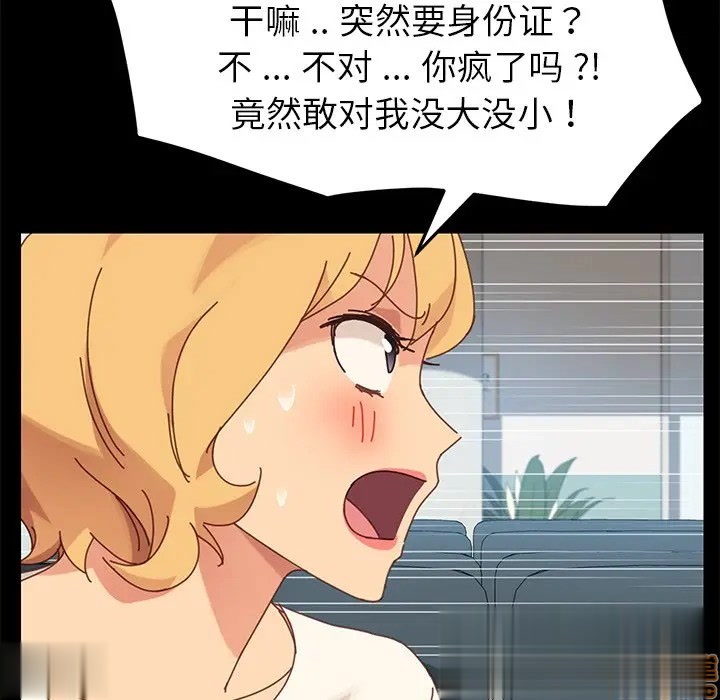 干嘛 .. 突然要身份证？
不 ... 不对 ... 你疯了吗 ?!
竟然敢对我没大没小！